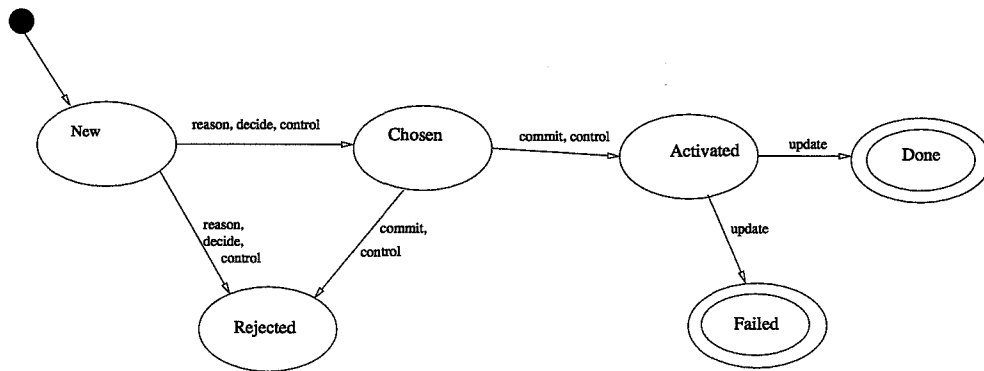 New
reason, decide, control
Chosen
commit, control
Activated
update
Done
reason,
decide,
control
commit,
control
update
Rejected
Failed